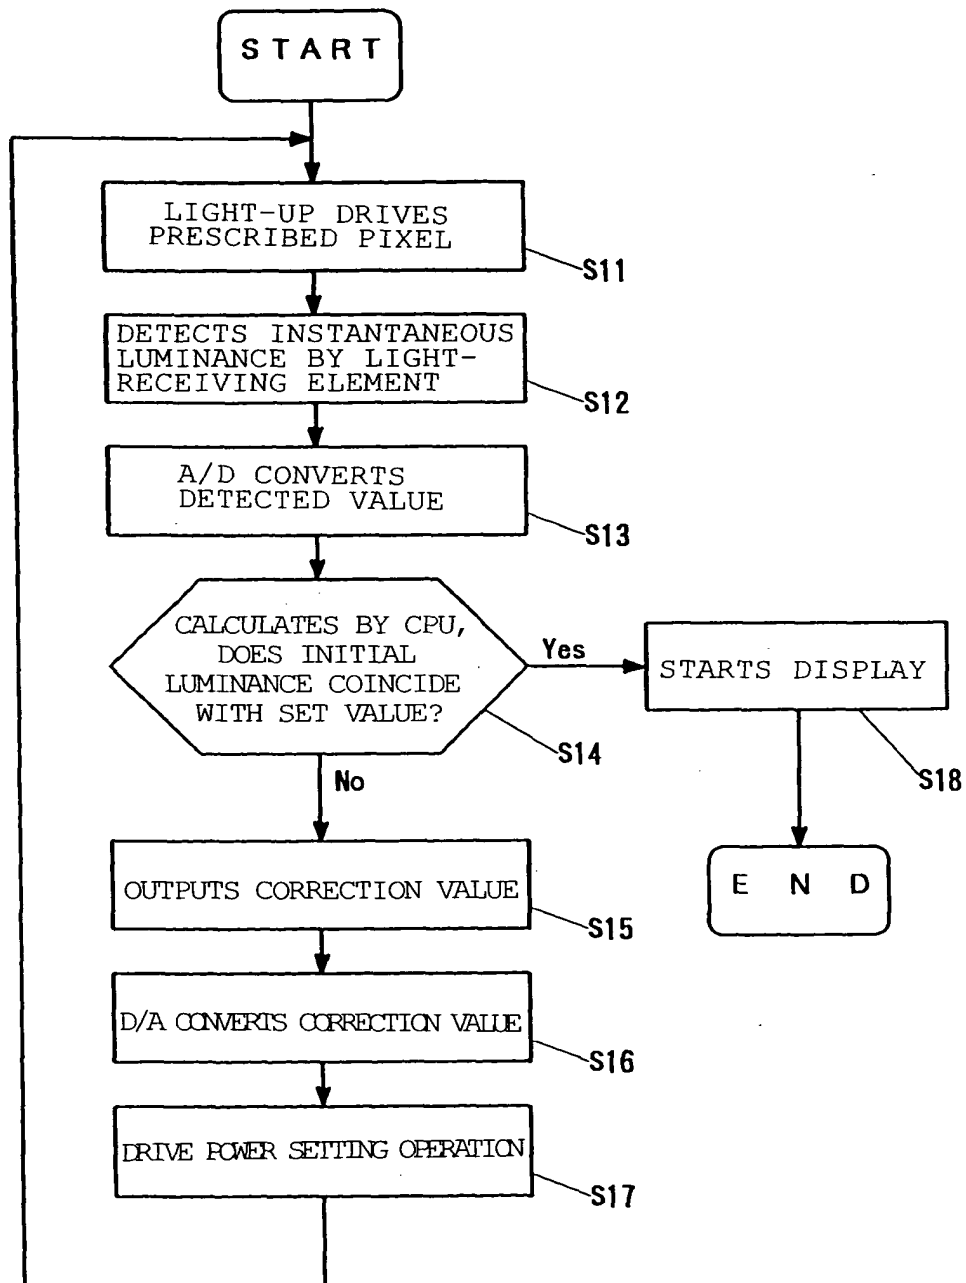 START
LIGHT-UP DRIVES
PRESCRIBED PIXEL
S11
DETECTS INSTANTANEOUS
LUMINANCE BY LIGHT-
RECEIVING ELEMENT
S12
A/D CONVERTS
DETECTED VALUE
S13
CALCULATES BY CPU,
DOES INITIAL
LUMINANCE COINCIDE
WITH SET VALUE?
S14
Yes
STARTS DISPLAY
S18
END
No
OUTPUTS CORRECTION VALUE
S15
D/A CONVERTS CORRECTION VALUE
S16
DRIVE POWER SETTING OPERATION
S17